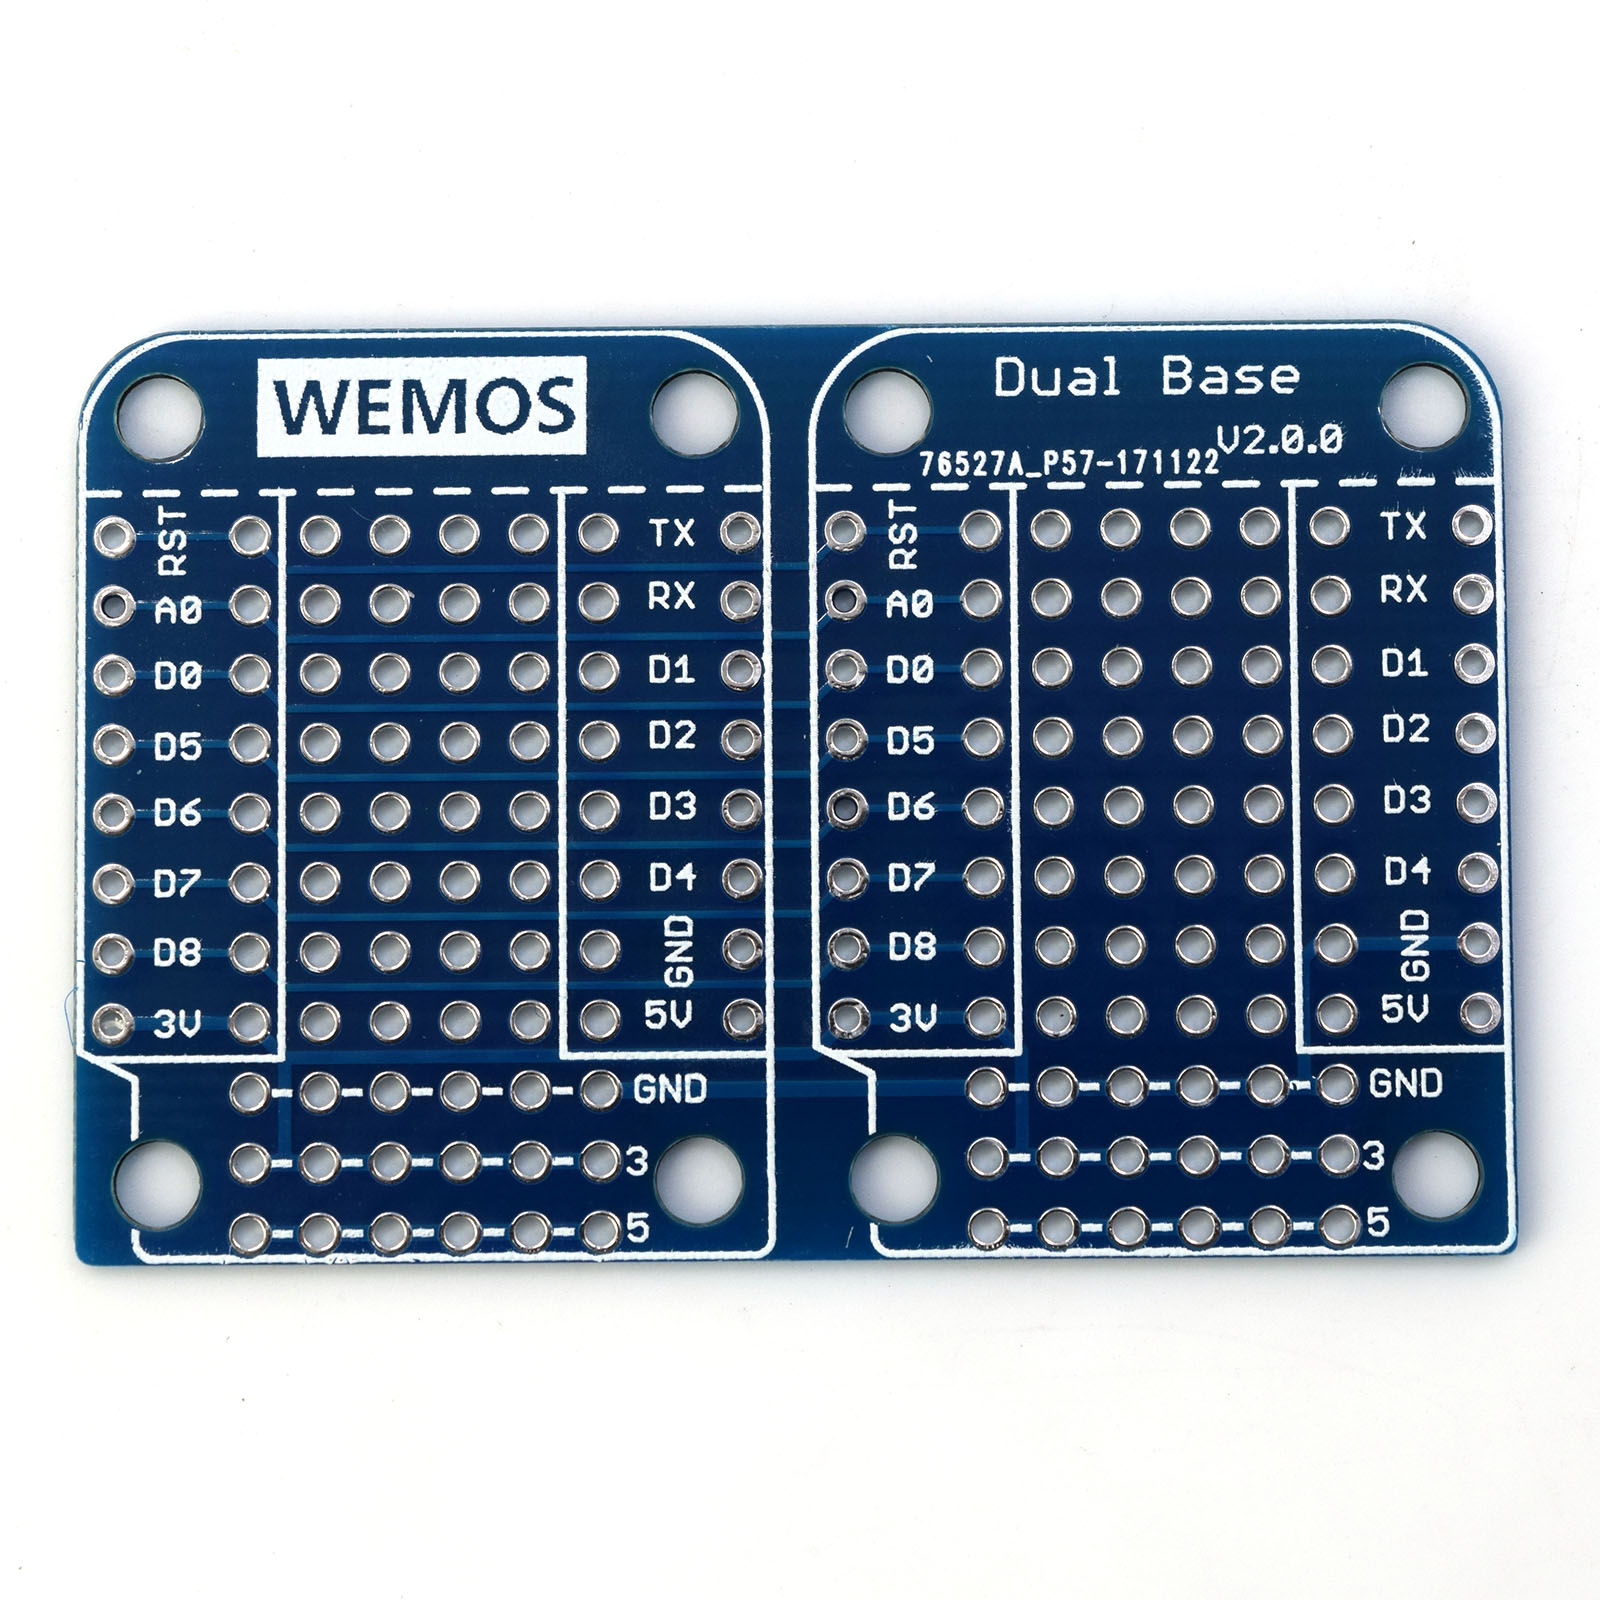 WEMOS
Dual Base
V2.0.0
76527A_P57-171122
RST TX
A0 RX
D0 D1
D5 D2
D6 D3
D7 D4
D8 GND
3V 5V
GND
3
5
RST TX
A0 RX
D0 D1
D5 D2
D6 D3
D7 D4
D8 GND
3V 5V
GND
3
5